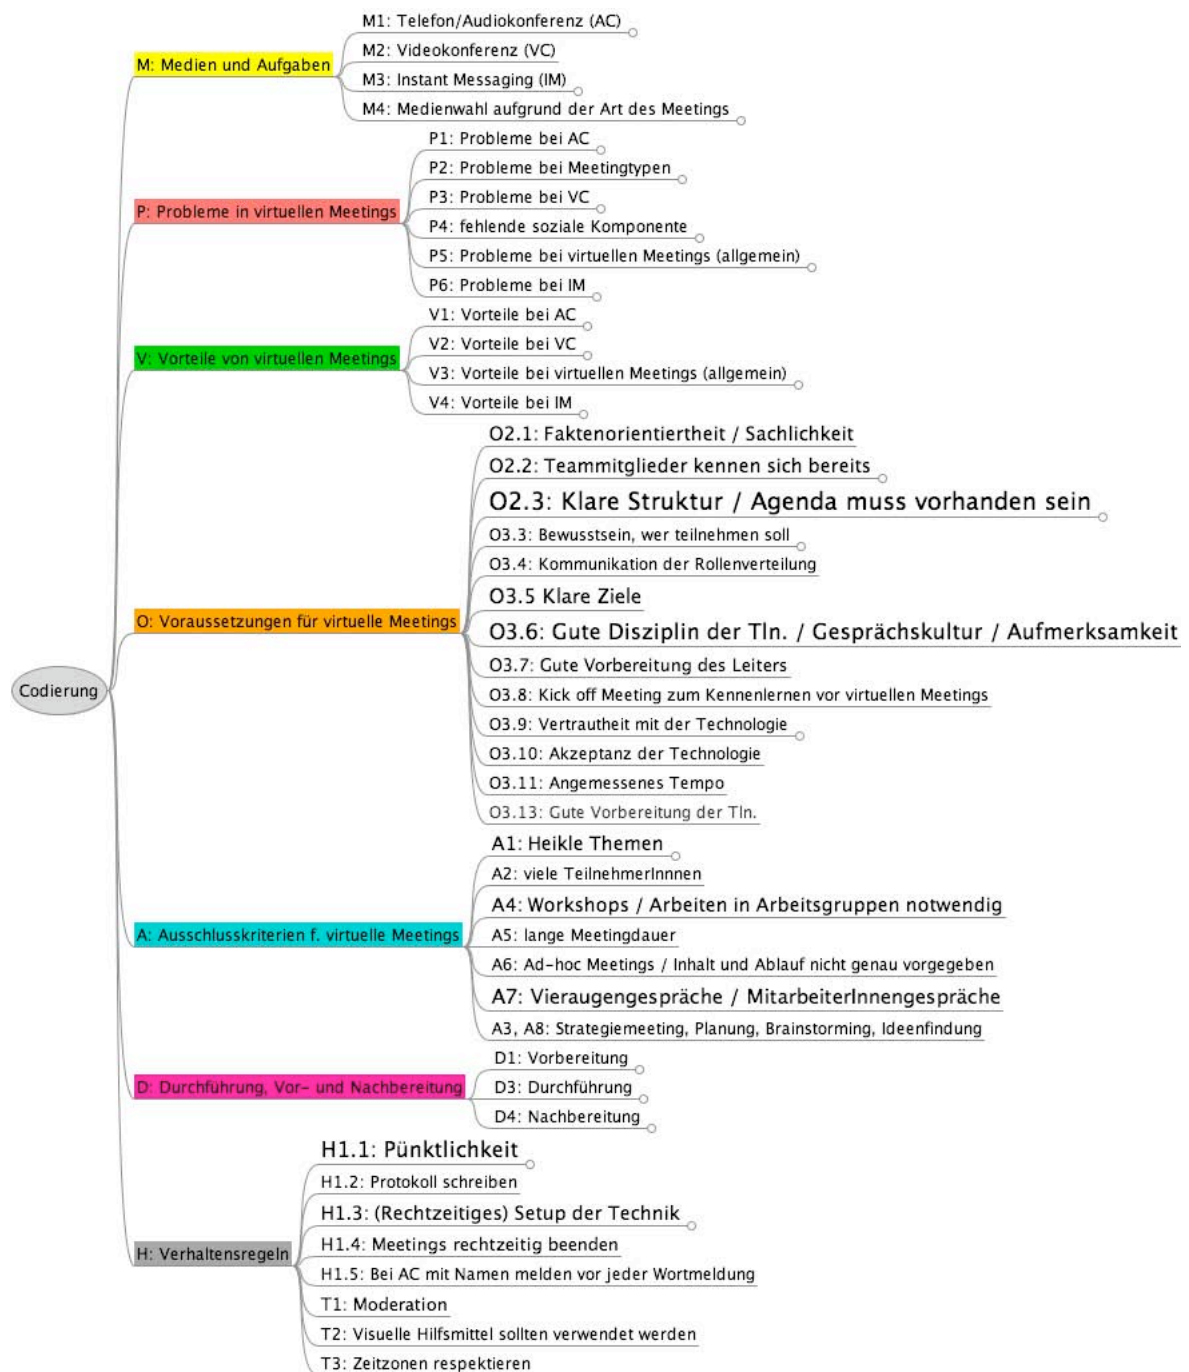 Codierung
M: Medien und Aufgaben
M1: Telefon/Audiokonferenz (AC)
M2: Videokonferenz (VC)
M3: Instant Messaging (IM)
M4: Medienwahl aufgrund der Art des Meetings
P: Probleme in virtuellen Meetings
P1: Probleme bei AC
P2: Probleme bei Meetingtypen
P3: Probleme bei VC
P4: fehlende soziale Komponente
P5: Probleme bei virtuellen Meetings (allgemein)
P6: Probleme bei IM
V: Vorteile von virtuellen Meetings
V1: Vorteile bei AC
V2: Vorteile bei VC
V3: Vorteile bei virtuellen Meetings (allgemein)
V4: Vorteile bei IM
O: Voraussetzungen für virtuelle Meetings
O2.1: Faktenorientiertheit / Sachlichkeit
O2.2: Teammitglieder kennen sich bereits
O2.3: Klare Struktur / Agenda muss vorhanden sein
O3.3: Bewusstsein, wer teilnehmen soll
O3.4: Kommunikation der Rollenverteilung
O3.5 Klare Ziele
O3.6: Gute Disziplin der Tln. / Gesprächskultur / Aufmerksamkeit
O3.7: Gute Vorbereitung des Leiters
O3.8: Kick off Meeting zum Kennenlernen vor virtuellen Meetings
O3.9: Vertrautheit mit der Technologie
O3.10: Akzeptanz der Technologie
O3.11: Angemessenes Tempo
O3.13: Gute Vorbereitung der Tln.
A: Ausschlusskriterien f. virtuelle Meetings
A1: Heikle Themen
A2: viele TeilnehmerInnnen
A4: Workshops / Arbeiten in Arbeitsgruppen notwendig
A5: lange Meetingdauer
A6: Ad-hoc Meetings / Inhalt und Ablauf nicht genau vorgegeben
A7: Vieraugengespräche / MitarbeiterInnengespräche
A3, A8: Strategiemeeting, Planung, Brainstorming, Ideenfindung
D: Durchführung, Vor- und Nachbereitung
D1: Vorbereitung
D3: Durchführung
D4: Nachbereitung
H: Verhaltensregeln
H1.1: Pünktlichkeit
H1.2: Protokoll schreiben
H1.3: (Rechtzeitiges) Setup der Technik
H1.4: Meetings rechtzeitig beenden
H1.5: Bei AC mit Namen melden vor jeder Wortmeldung
T1: Moderation
T2: Visuelle Hilfsmittel sollten verwendet werden
T3: Zeitzonen respektieren